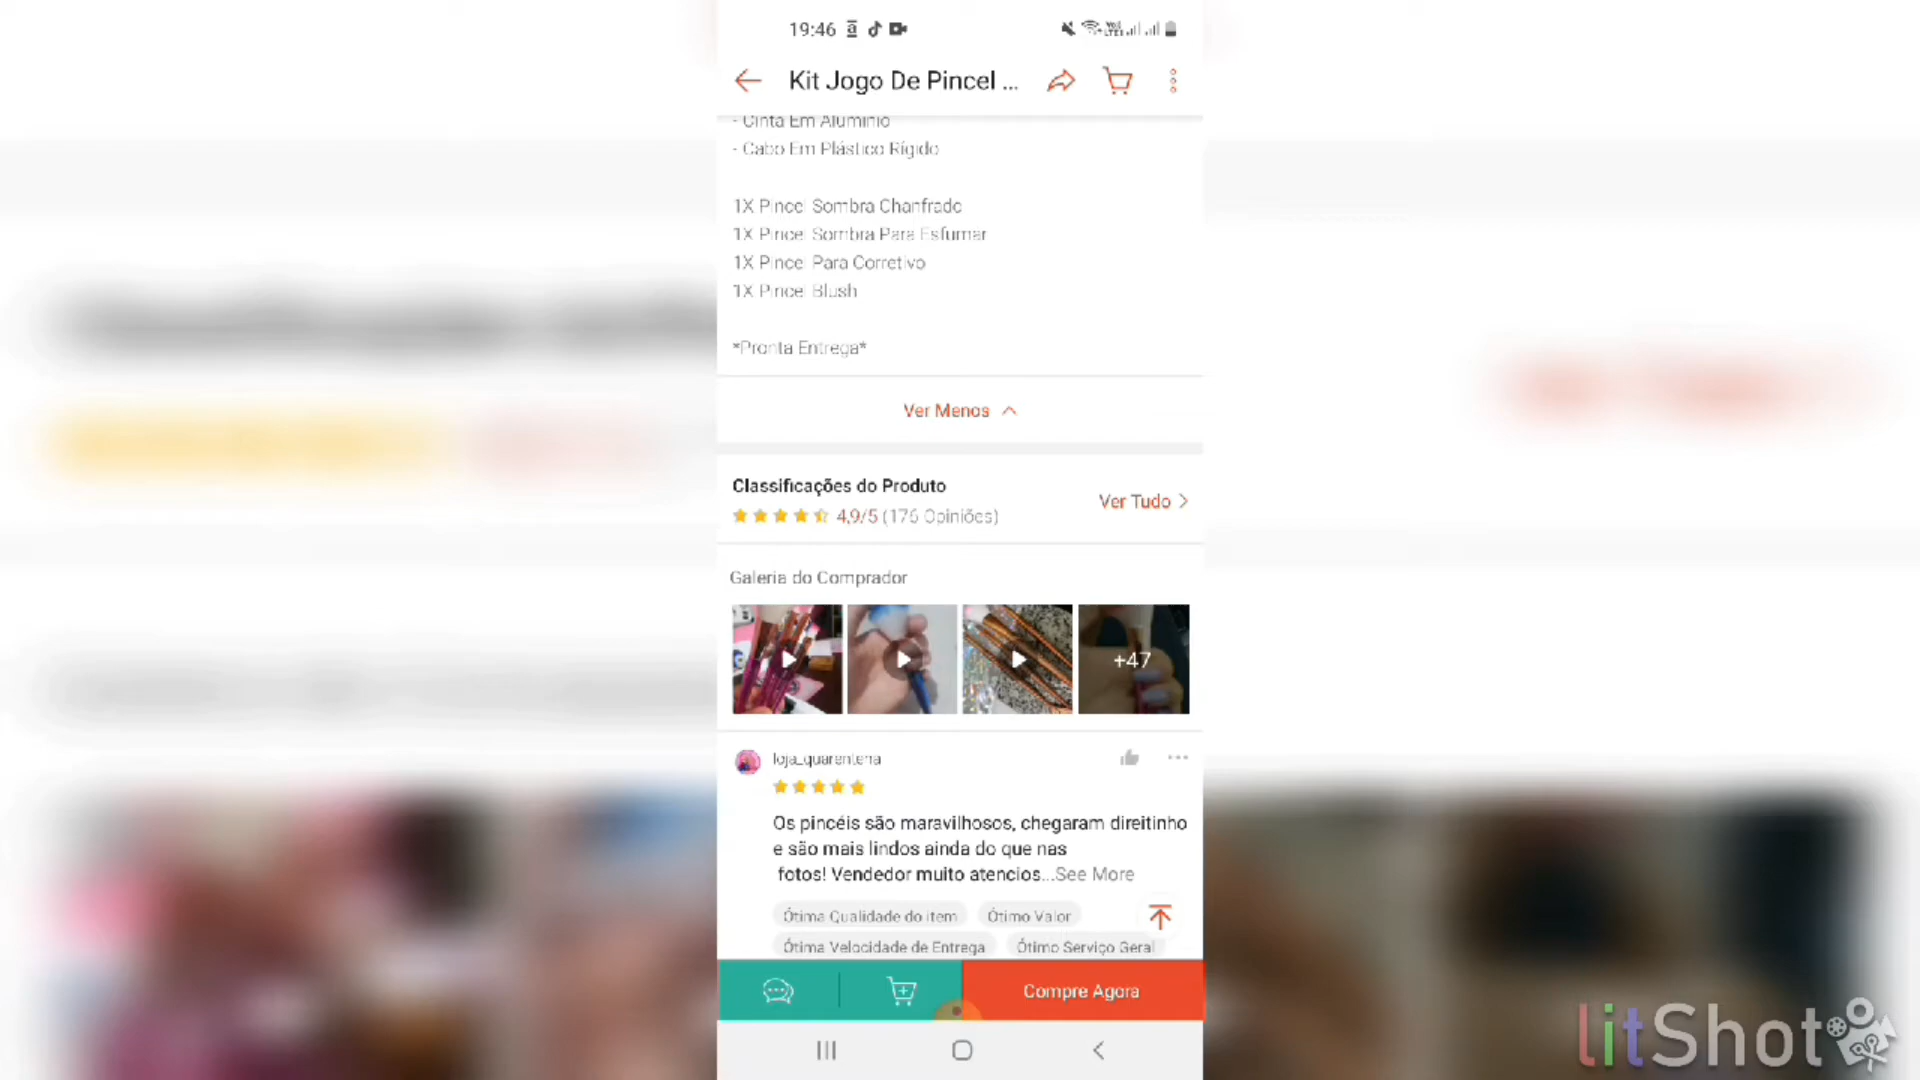 19:46
Kit Jogo De Pincel ...
- Cinta Em Alumínio
- Cabo Em Plástico Rígido
1X Pincel Sombra Chanfrado
1X Pincel Sombra Para Esfumar
1X Pincel Para Corretivo
1X Pincel Blush
*Pronta Entrega*
Ver Menos
Classificações do Produto
Ver Tudo
4,9/5 (176 Opiniões)
Galeria do Comprador
+47
loja_quarentena
Os pincéis são maravilhosos, chegaram direitinho
e são mais lindos ainda do que nas
fotos! Vendedor muito atencios...See More
Ótima Qualidade do item
Ótimo Valor
Ótima Velocidade de Entrega
Ótimo Serviço Geral
Compre Agora
litShot